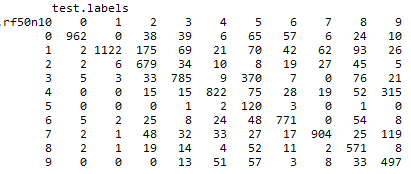 test.labels
.rf50n10 0 1 2 3 4 5 6 7 8 9
0 962 0 38 39 6 65 57 6 24 10
1 2 1122 175 69 21 70 42 62 93 26
2 2 6 679 34 10 8 19 27 45 5
3 5 3 33 785 9 370 7 0 76 21
4 0 0 15 15 822 75 28 19 52 315
5 0 0 0 1 2 120 3 0 1 0
6 5 2 25 8 24 48 771 0 54 8
7 2 1 48 32 33 27 17 904 25 119
8 2 1 19 14 4 52 11 2 571 8
9 0 0 0 13 51 57 3 8 33 497